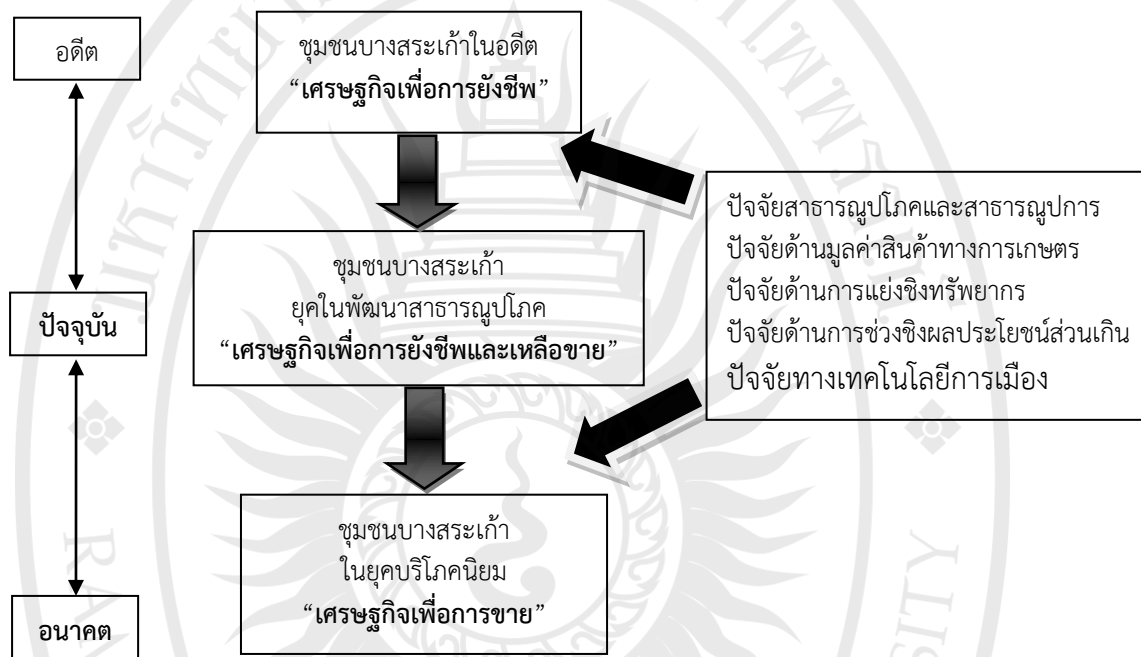 อดีต
ชุมชนบางสระเก้าในอดีต
“เศรษฐกิจเพื่อการยังชีพ”
ปัจจัยสาธารณูปโภคและสาธารณูปการ
ปัจจัยด้านมูลค่าสินค้าทางการเกษตร
ปัจจัยด้านการแย่งชิงทรัพยากร
ปัจจัยด้านการช่วงชิงผลประโยชน์ส่วนเกิน
ปัจจัยทางเทคโนโลยีการเมือง
ปัจจุบัน
ชุมชนบางสระเก้า
ยุคในพัฒนาสาธารณูปโภค
“เศรษฐกิจเพื่อการยังชีพและเหลือขาย”
ชุมชนบางสระเก้า
ในยุคบริโภคนิยม
“เศรษฐกิจเพื่อการขาย”
อนาคต